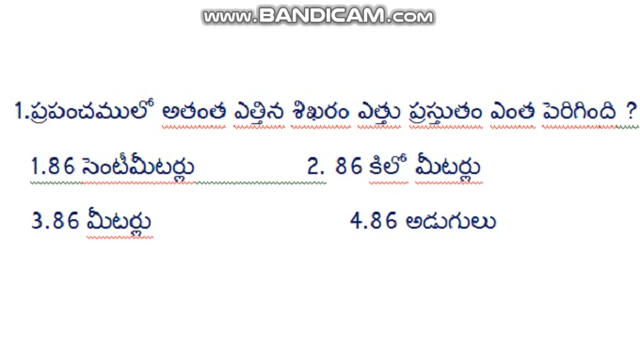 www.BANDICAM.com
1.ప్రపంచములో అతంత ఎత్తిన శిఖరం ఎత్తు ప్రస్తుతం ఎంత పెరిగింది ?
1.86 సెంటీమీటర్లు 2. 86 కిలో మీటర్లు
3.86 మీటర్లు 4.86 అడుగులు